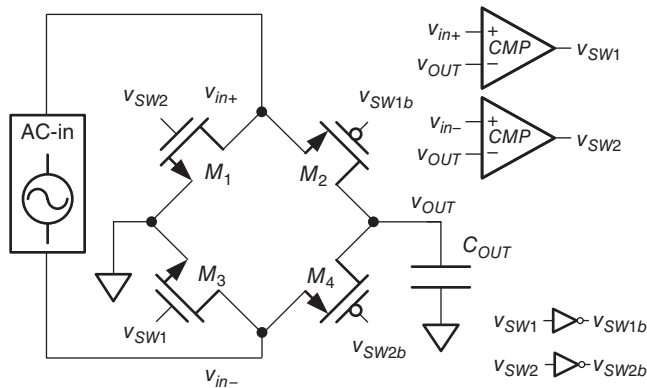 v_in+
CMP
+
−
v_OUT
v_SW1
v_SW2
v_in+
v_SW1b
AC-in
M_1
M_2
v_in−
CMP
+
−
v_OUT
v_SW2
v_OUT
C_OUT
M_3
M_4
v_SW1
v_SW2b
v_in−
v_SW1
v_SW1b
v_SW2
v_SW2b